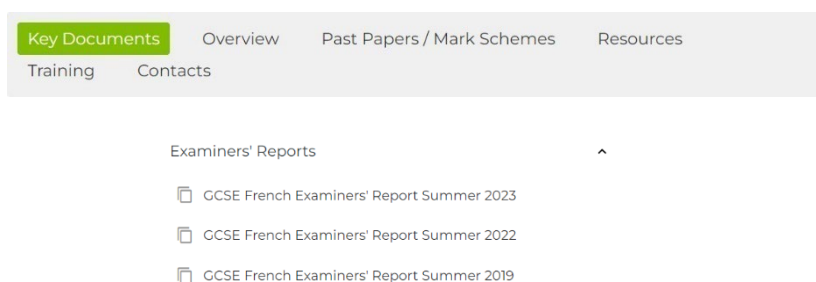 Key Documents Overview Past Papers / Mark Schemes Resources
Training Contacts
Examiners' Reports
GCSE French Examiners' Report Summer 2023
GCSE French Examiners' Report Summer 2022
GCSE French Examiners' Report Summer 2019